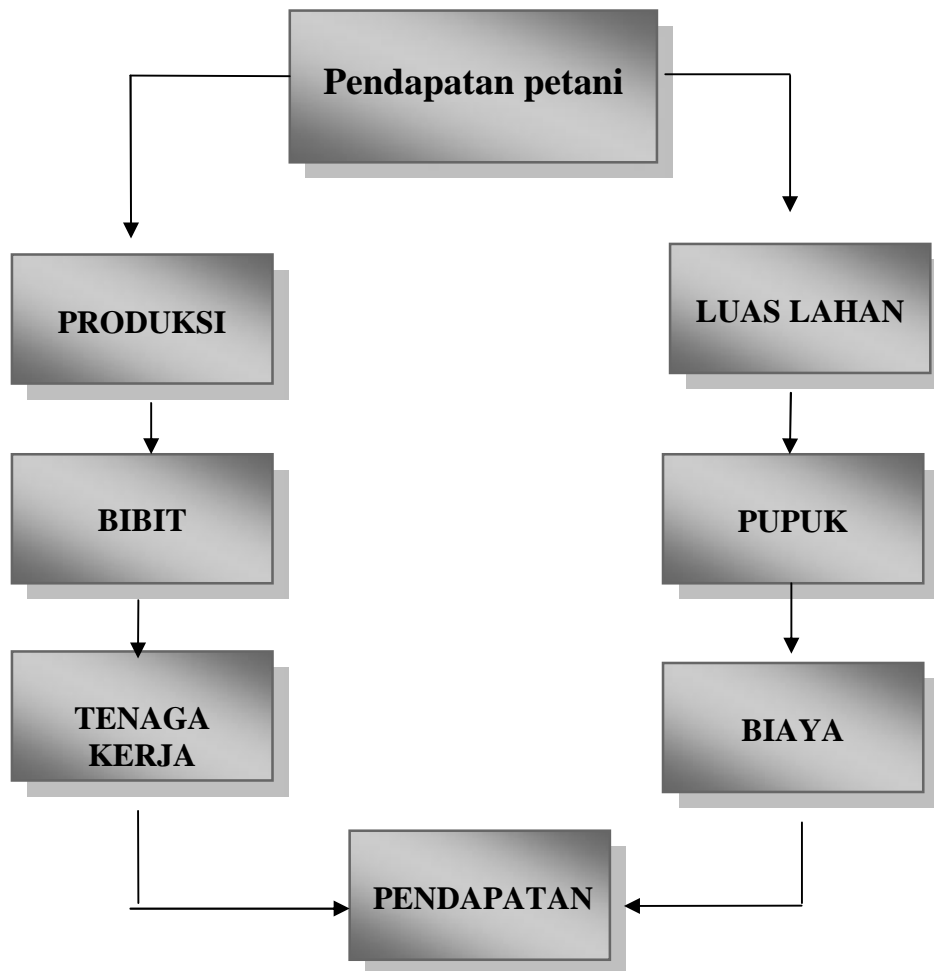 Pendapatan petani
PRODUKSI
LUAS LAHAN
BIBIT
PUPUK
TENAGA
KERJA
BIAYA
PENDAPATAN